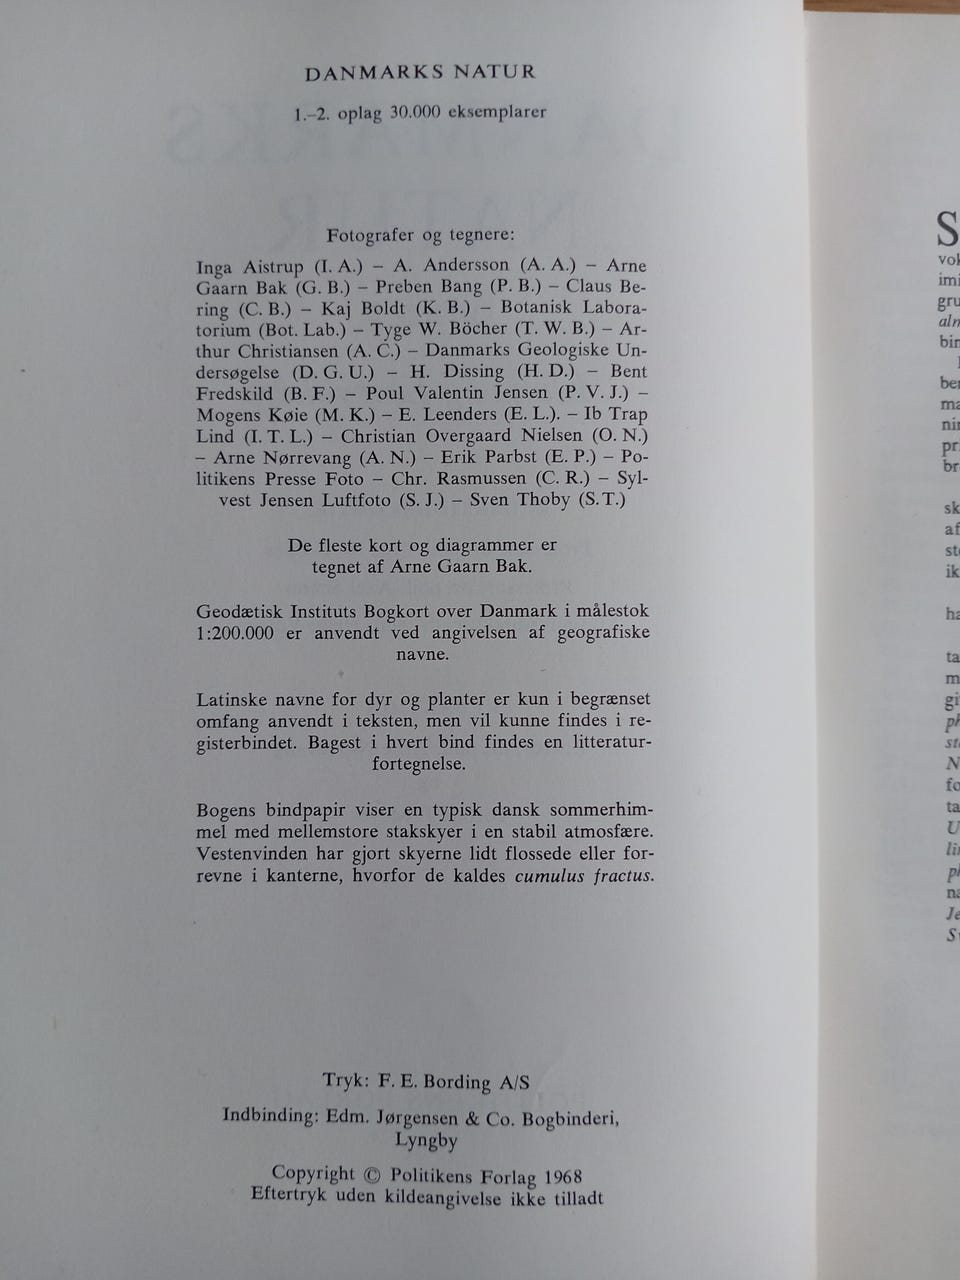 DANMARKS NATUR
1.–2. oplag 30.000 eksemplarer
Fotografer og tegnere:
Inga Aistrup (I. A.) – A. Andersson (A. A.) – Arne
Gaarn Bak (G. B.) – Preben Bang (P. B.) – Claus Be-
ring (C. B.) – Kaj Boldt (K. B.) – Botanisk Labora-
torium (Bot. Lab.) – Tyge W. Böcher (T. W. B.) – Ar-
thur Christiansen (A. C.) – Danmarks Geologiske Un-
dersøgelse (D. G. U.) – H. Dissing (H. D.) – Bent
Fredskild (B. F.) – Poul Valentin Jensen (P. V. J.) –
Mogens Køie (M. K.) – E. Leenders (E. L.). – Ib Trap
Lind (I. T. L.) – Christian Overgaard Nielsen (O. N.)
– Arne Nørrevang (A. N.) – Erik Parbst (E. P.) – Po-
litikens Presse Foto – Chr. Rasmussen (C. R.) – Syl-
vest Jensen Luftfoto (S. J.) – Sven Thoby (S. T.)
De fleste kort og diagrammer er
tegnet af Arne Gaarn Bak.
Geodætisk Instituts Bogkort over Danmark i målestok
1:200.000 er anvendt ved angivelsen af geografiske
navne.
Latinske navne for dyr og planter er kun i begrænset
omfang anvendt i teksten, men vil kunne findes i re-
gisterbindet. Bagest i hvert bind findes en litteratur-
fortegnelse.
Bogens bindpapir viser en typisk dansk sommerhim-
mel med mellemstore stakskyer i en stabil atmosfære.
Vestenvinden har gjort skyerne lidt flossede eller for-
revne i kanterne, hvorfor de kaldes cumulus fractus.
Tryk: F. E. Bording A/S
Indbinding: Edm. Jørgensen & Co. Bogbinderi,
Lyngby
Copyright © Politikens Forlag 1968
Eftertryk uden kildeangivelse ikke tilladt